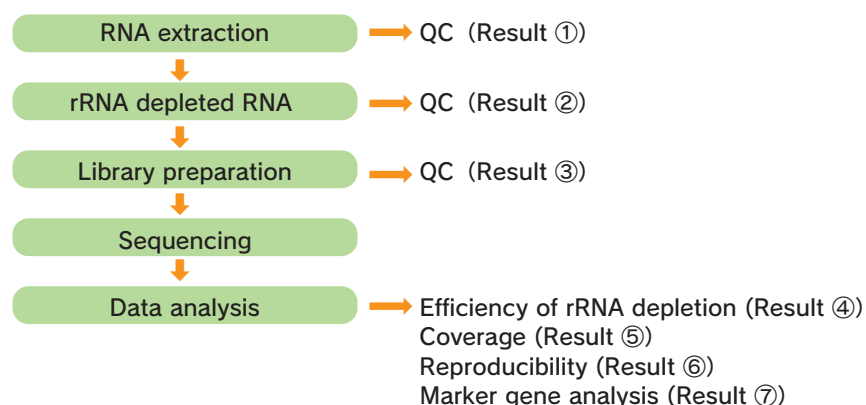 RNA extraction
QC (Result ①)
rRNA depleted RNA
QC (Result ②)
Library preparation
QC (Result ③)
Sequencing
Data analysis
Efficiency of rRNA depletion (Result ④)
Coverage (Result ⑤)
Reproducibility (Result ⑥)
Marker gene analysis (Result ⑦)